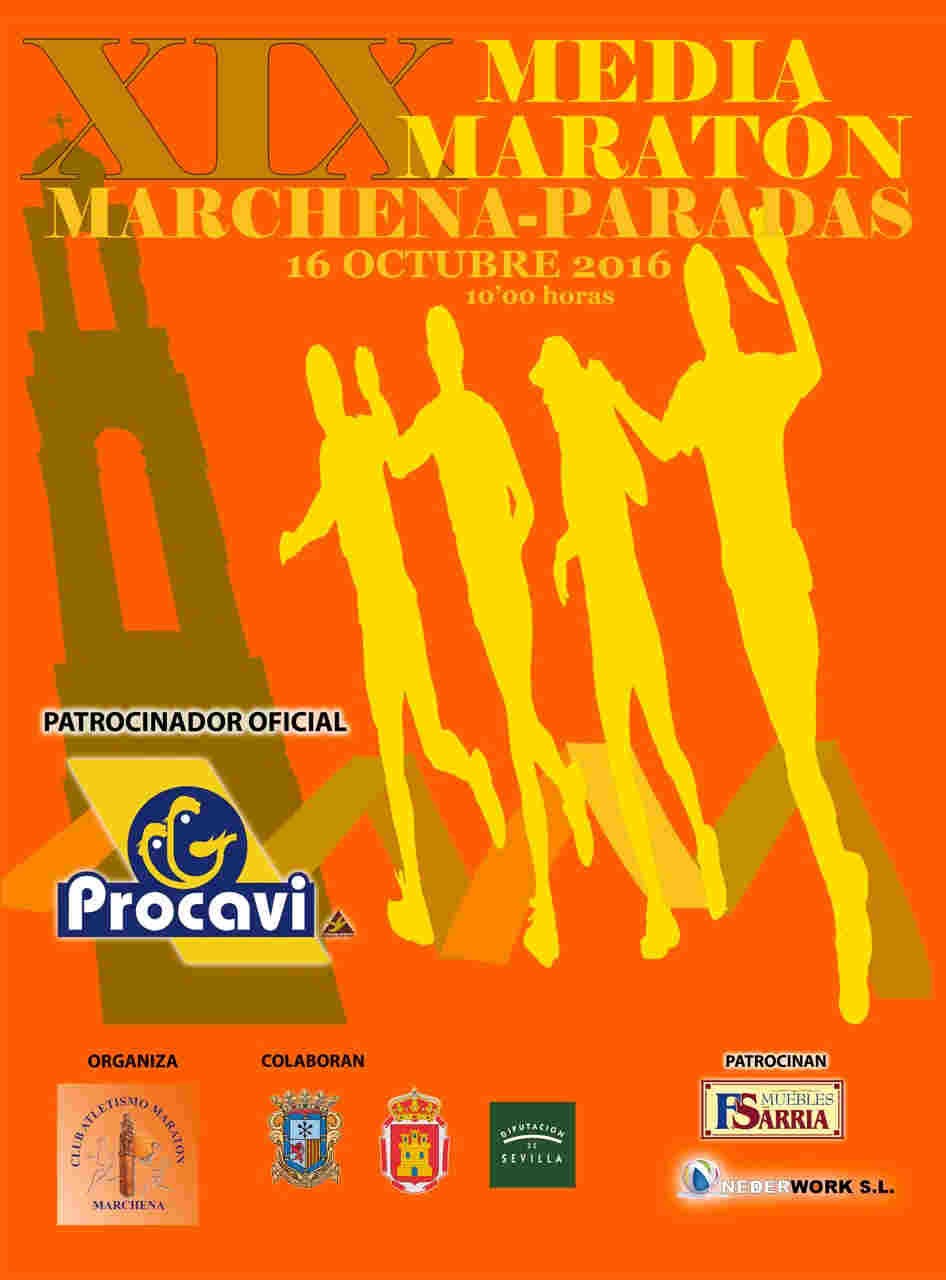 XIX MEDIA
MARATÓN
MARCHENA-PARADAS
16 OCTUBRE 2016
10'00 horas
PATROCINADOR OFICIAL
Procavi
ORGANIZA
COLABORAN
PATROCINAN
CLUB ATLETISMO MARATÓN
MARCHENA
DIPUTACIÓN
DE
SEVILLA
MUEBLES
FSARRIA
NEDERWORK S.L.